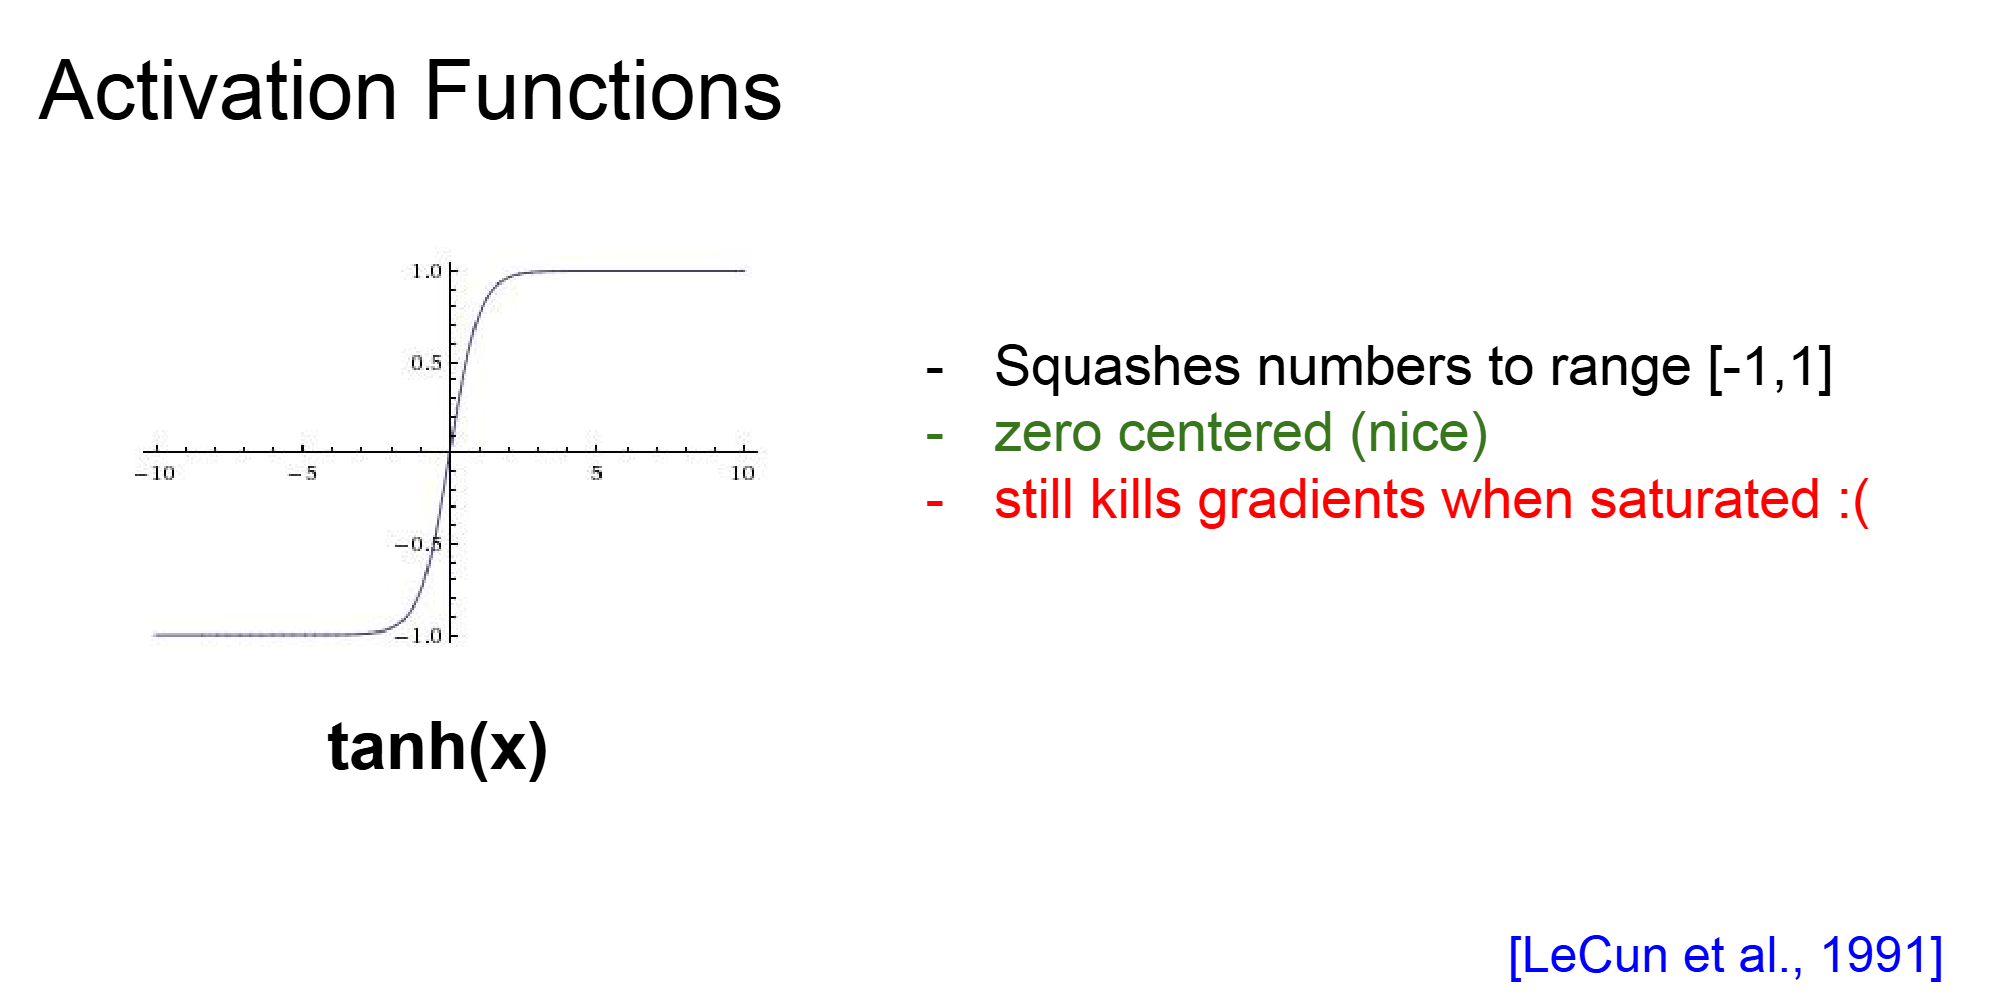 Activation Functions
1.0
0.5
−10
−5
5
10
−0.5
−1.0
tanh(x)
- Squashes numbers to range [-1,1]
- zero centered (nice)
- still kills gradients when saturated :(
[LeCun et al., 1991]